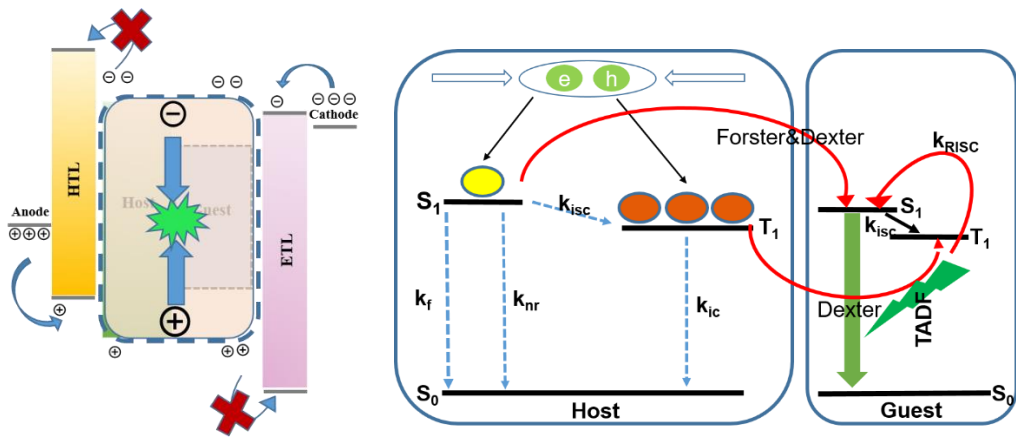 HTL
Anode
Host
Guest
ETL
Cathode
e h
Forster&Dexter
S1
kisc
T1
kf
knr
kic
S0
Host
kRISC
S1
kisc
T1
Dexter
TADF
S0
Guest